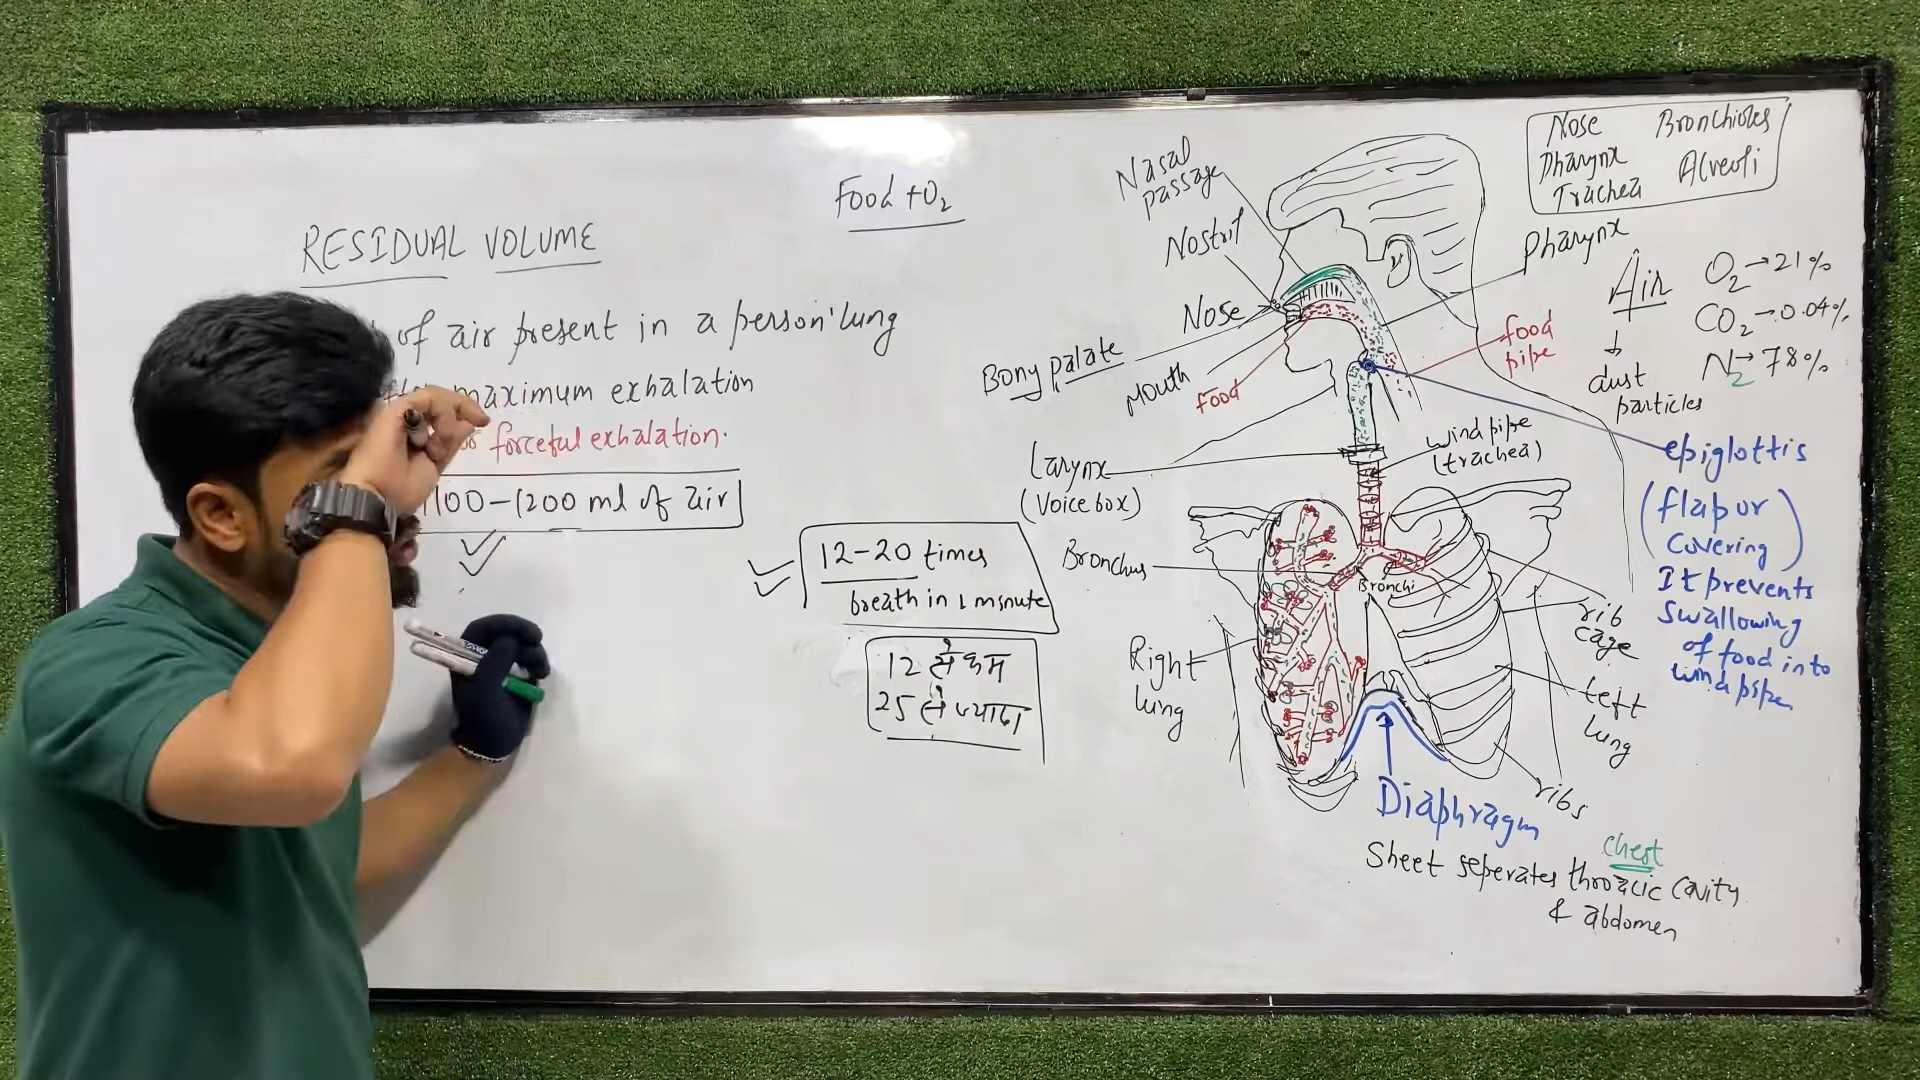 Food + O₂
RESIDUAL VOLUME
of air present in a person' lung
maximum exhalation
or forceful exhalation.
1100-1200 ml of air
12-20 times
breath in 1 minute
12 से कम
25 से ज्यादा
Nasal
passage
Nostril
Nose
Bony palate
Mouth
Food
Larynx
(Voice box)
Bronchus
Right
lung
Nose Bronchioles
Pharynx Alveoli
Trachea
Pharynx
food
pipe
wind pipe
(trachea)
Bronchi
Air
dust
particles
O₂→21%
CO₂→0.04%
N₂→78%
epiglottis
(flap or
covering)
It prevents
swallowing
of food into
wind pipe
rib
cage
Left
lung
ribs
Diaphragm
chest
Sheet seperates throacic cavity
& abdomen